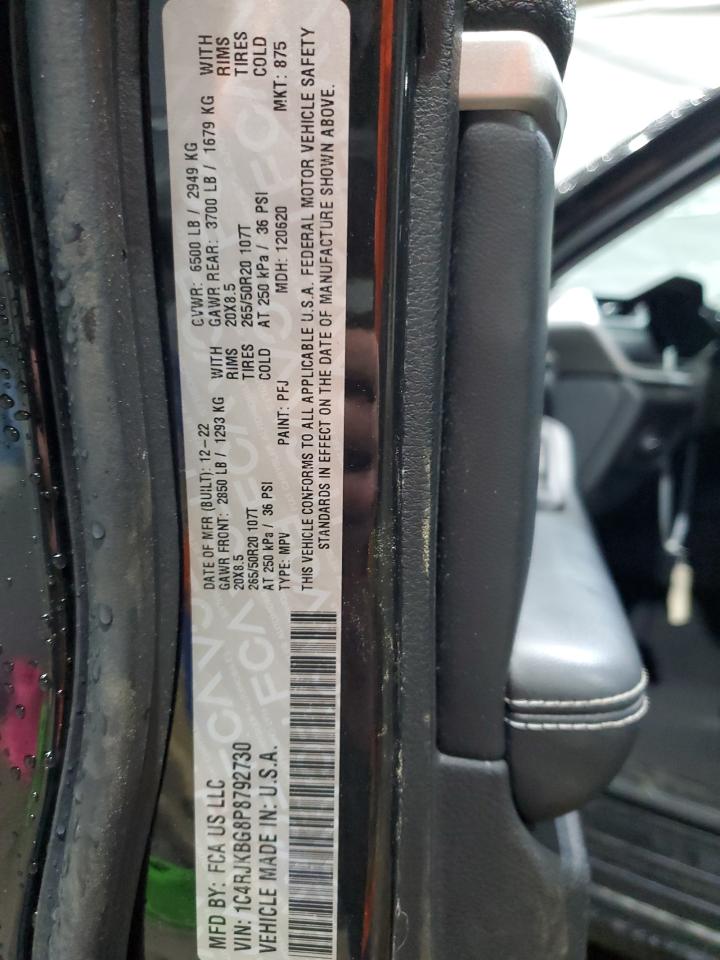 MFD BY: FCA US LLC
VIN: 1C4RJKBG8P8792730
VEHICLE MADE IN: U.S.A.
DATE OF MFR (BUILT): 12-22 GVWR: 6500 LB / 2949 KG
GAWR FRONT: 2850 LB / 1293 KG WITH GAWR REAR: 3700 LB / 1679 KG WITH
20X8.5 RIMS 20X8.5 RIMS
265/50R20 107T TIRES 265/50R20 107T TIRES
AT 250 kPa / 36 PSI COLD AT 250 kPa / 36 PSI COLD
TYPE: MPV PAINT: PFJ MDH: 120620 MKT: 875
THIS VEHICLE CONFORMS TO ALL APPLICABLE U.S.A. FEDERAL MOTOR VEHICLE SAFETY
STANDARDS IN EFFECT ON THE DATE OF MANUFACTURE SHOWN ABOVE.